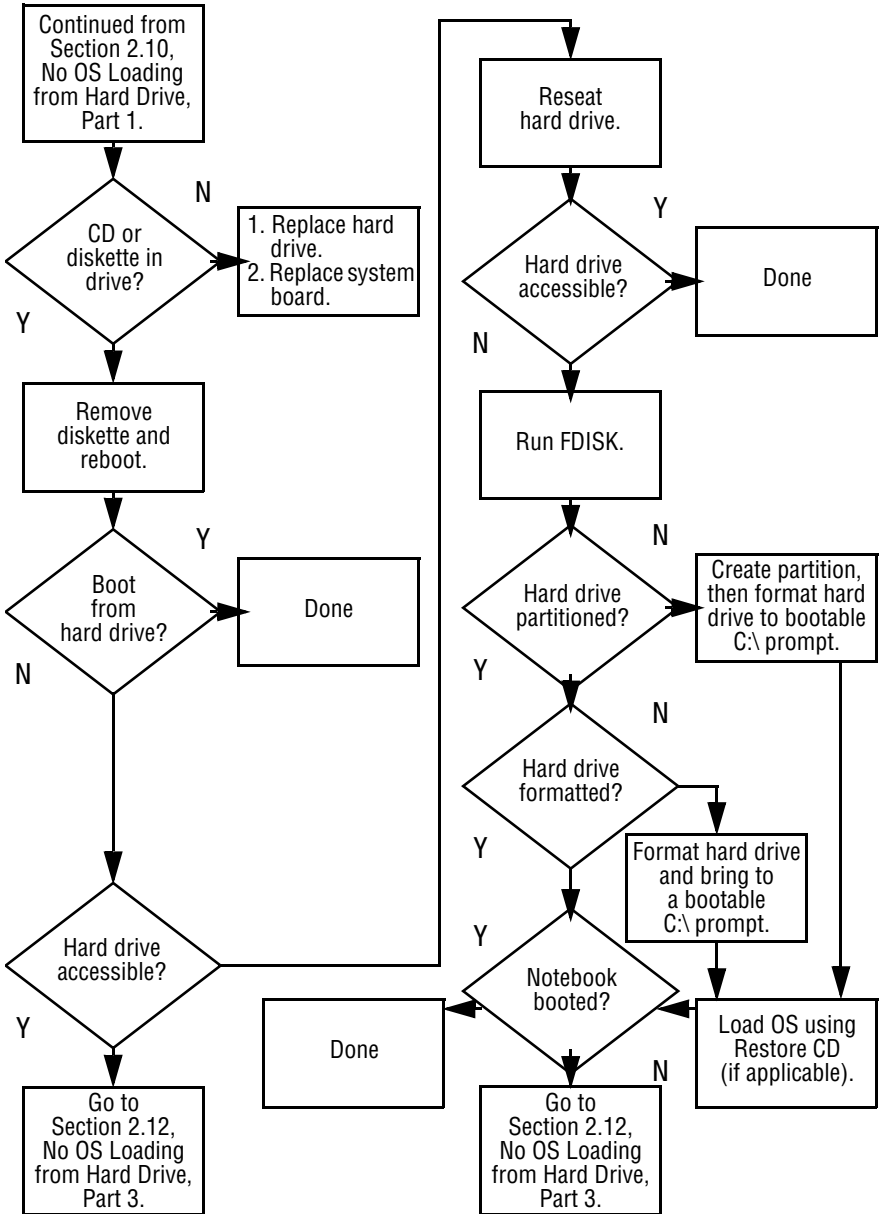 Continued from
Section 2.10,
No OS Loading
from Hard Drive,
Part 1.
N
CD or
diskette in
drive?
1. Replace hard
drive.
2. Replace system
board.
Y
Remove
diskette and
reboot.
Y
Boot
from
hard drive?
Done
N
Hard drive
accessible?
Y
Go to
Section 2.12,
No OS Loading
from Hard Drive,
Part 3.
Reseat
hard drive.
Y
Hard drive
accessible?
Done
N
Run FDISK.
N
Hard drive
partitioned?
Create partition,
then format hard
drive to bootable
C:\ prompt.
Y
N
Hard drive
formatted?
Y
Format hard drive
and bring to
a bootable
C:\ prompt.
Y
Notebook
booted?
Done
Load OS using
Restore CD
(if applicable).
N
Go to
Section 2.12,
No OS Loading
from Hard Drive,
Part 3.